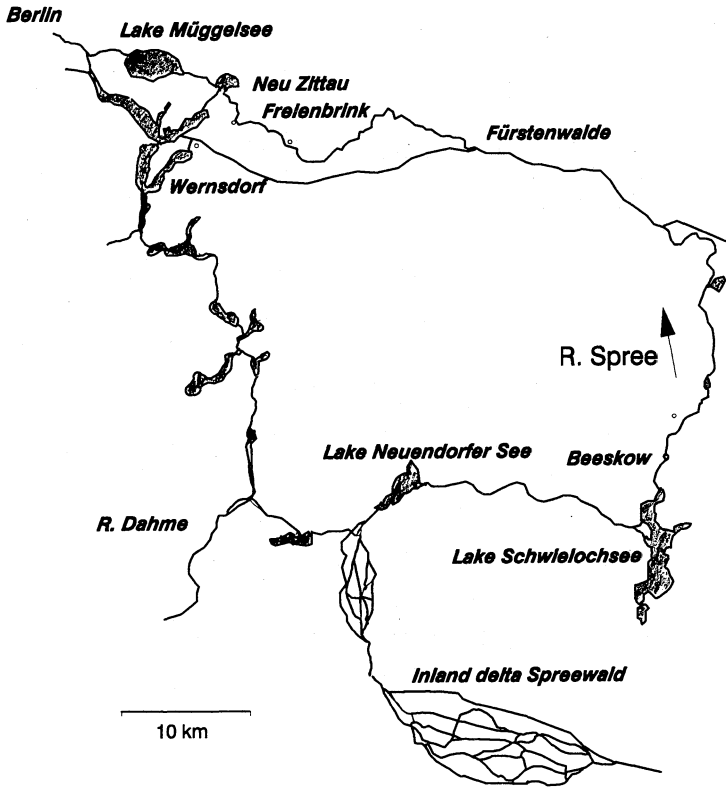 Berlin
Lake Müggelsee
Neu Zittau
Freienbrink
Fürstenwalde
Wernsdorf
R. Spree
Lake Neuendorfer See
Beeskow
R. Dahme
Lake Schwielochsee
Inland delta Spreewald
10 km